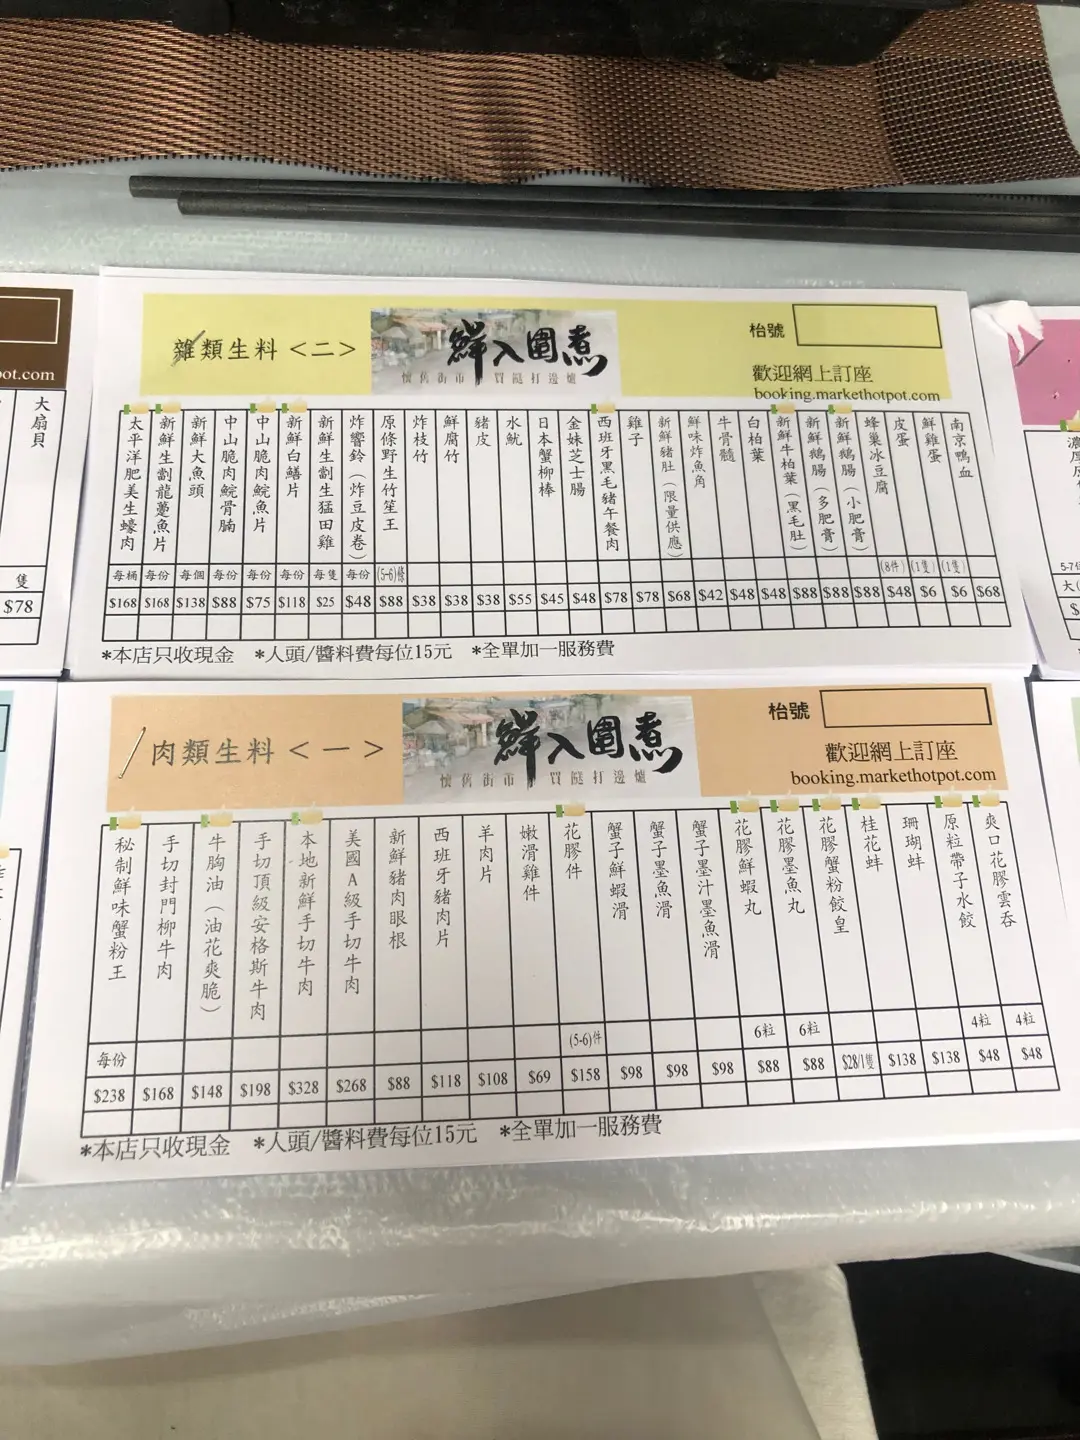 大扇貝
隻
$78
ot.com
雜類生料＜二＞
鮮入圍煮
懷舊街市 買餸打邊爐
枱號
歡迎網上訂座
booking.markethotpot.com
太平洋肥美生蠔肉 每桶 $168
新鮮生劏龍躉魚片 每份 $168
新鮮大魚頭 每個 $138
中山脆肉鯇骨腩 每份 $88
中山脆肉鯇魚片 每份 $75
新鮮白鱔片 每份 $118
新鮮生劏生猛田雞 每隻 $25
炸響鈴（炸豆皮卷） 每份 $48
原條野生竹笙王 (5-6)條 $88
炸枝竹 $38
鮮腐竹 $38
豬皮 $38
水魷 $55
日本蟹柳棒 $45
金妹芝士腸 $48
西班牙黑毛豬午餐肉 $78
雞子 $78
新鮮豬肚（限量供應） $68
鮮味炸魚角 $42
牛骨髓 $48
白柏葉 $48
新鮮牛柏葉（黑毛肚） $88
新鮮鵝腸（多肥膏） $88
新鮮鵝腸（小肥膏） $88
蜂巢冰豆腐 (8件) $48
皮蛋 (1隻) $6
鮮雞蛋 (1隻) $6
南京鴨血 $68
*本店只收現金 *人頭/醬料費每位15元 *全單加一服務費
肉類生料＜一＞
鮮入圍煮
懷舊街市 買餸打邊爐
枱號
歡迎網上訂座
booking.markethotpot.com
秘制鮮味蟹粉王 每份 $238
手切封門柳牛肉 $168
牛胸油（油花爽脆） $148
手切頂級安格斯牛肉 $198
本地新鮮手切牛肉 $328
美國A級手切牛肉 $268
新鮮豬肉眼根 $88
西班牙豬肉片 $118
羊肉片 $108
嫩滑雞件 $69
花膠件 (5-6)件 $158
蟹子鮮蝦滑 $98
蟹子墨魚滑 $98
蟹子墨汁墨魚滑 $98
花膠鮮蝦丸 6粒 $88
花膠墨魚丸 6粒 $88
花膠蟹粉餃皇 $28/1隻
桂花蚌 $138
珊瑚蚌 $138
原粒帶子水餃 4粒 $48
爽口花膠雲吞 4粒 $48
*本店只收現金 *人頭/醬料費每位15元 *全單加一服務費